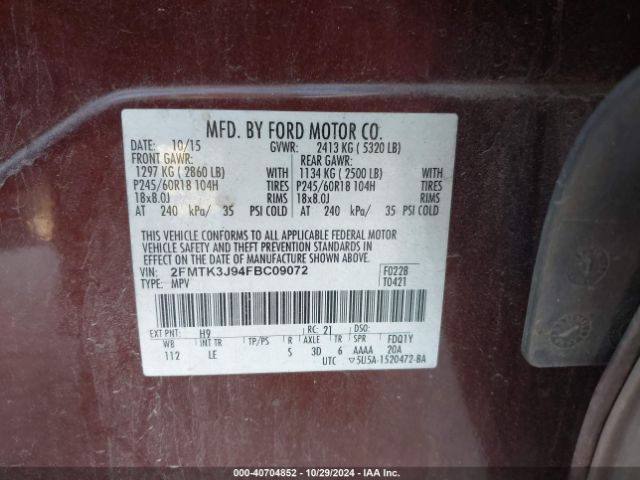 MFD. BY FORD MOTOR CO.
DATE: 10/15 GVWR: 2413 KG ( 5320 LB)
FRONT GAWR: REAR GAWR:
1297 KG ( 2860 LB) WITH 1134 KG ( 2500 LB) WITH
P245/60R18 104H TIRES P245/60R18 104H TIRES
18x8.0J RIMS 18x8.0J RIMS
AT 240 kPa/ 35 PSI COLD AT 240 kPa/ 35 PSI COLD
THIS VEHICLE CONFORMS TO ALL APPLICABLE FEDERAL MOTOR
VEHICLE SAFETY AND THEFT PREVENTION STANDARDS IN
EFFECT ON THE DATE OF MANUFACTURE SHOWN ABOVE.
VIN: 2FMTK3J94FBC09072 F0228
TYPE: MPV T0421
EXT PNT: H9 RC: 21 DSO:
WB INT TR TP/PS R AXLE TR SPR FDQ1Y
112 LE S 3D 6 AAAA 20A
UTC ▽5U5A-1520472-BA
000-40704852 - 10/29/2024 - IAA Inc.